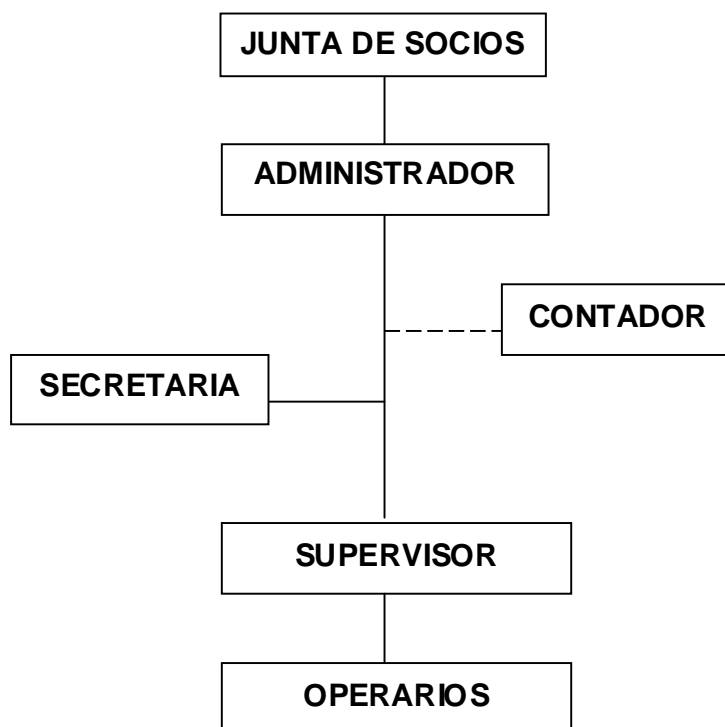 JUNTA DE SOCIOS
ADMINISTRADOR
CONTADOR
SECRETARIA
SUPERVISOR
OPERARIOS